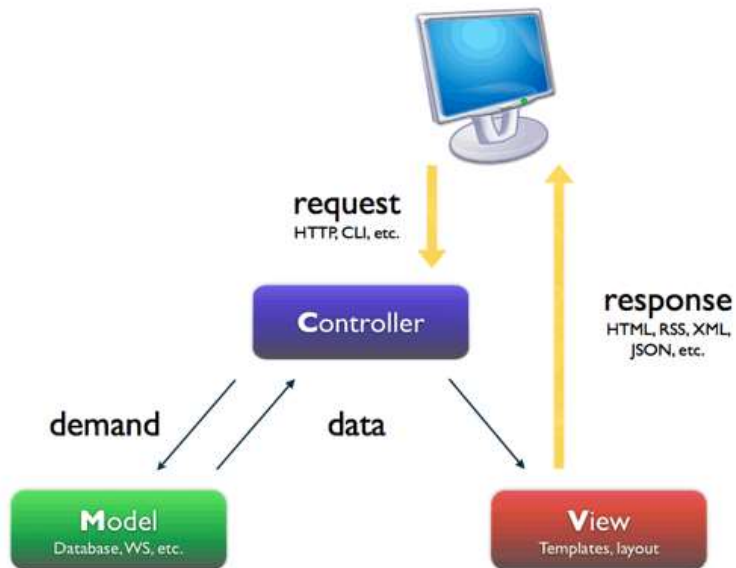 request
HTTP, CLI, etc.
Controller
response
HTML, RSS, XML,
JSON, etc.
demand
data
Model
Database, WS, etc.
View
Templates, layout